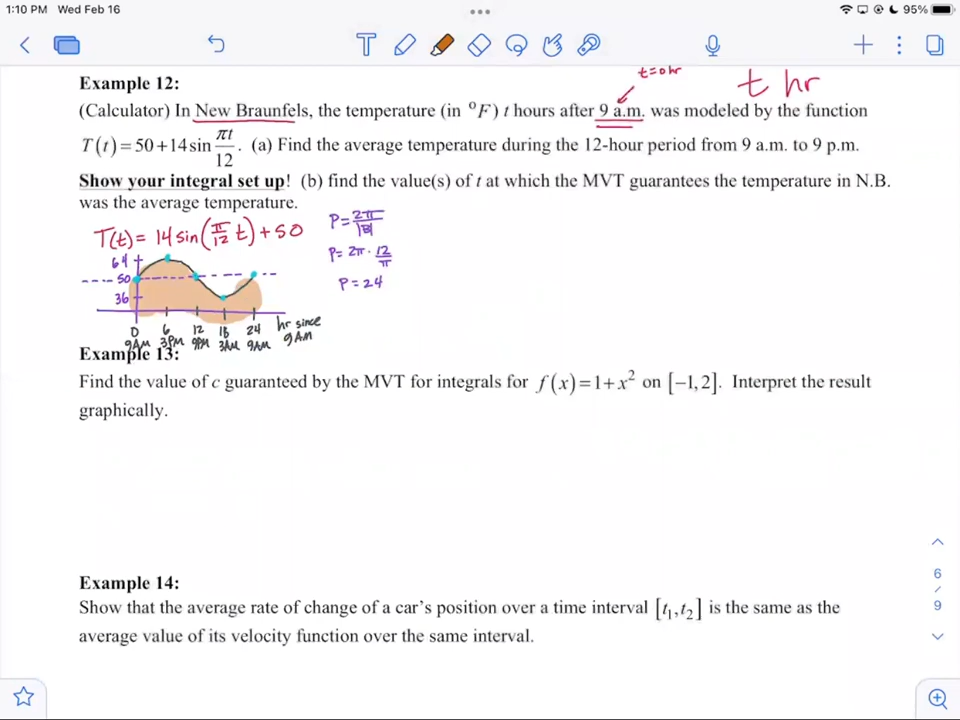 1:10 PM Wed Feb 16
95%
t=0 hr
t hr
Example 12:
(Calculator) In New Braunfels, the temperature (in °F) t hours after 9 a.m. was modeled by the function
T(t) = 50 + 14 sin πt/12. (a) Find the average temperature during the 12-hour period from 9 a.m. to 9 p.m.
Show your integral set up! (b) find the value(s) of t at which the MVT guarantees the temperature in N.B.
was the average temperature.
T(t) = 14 sin(π/12 t) + 50
P = 2π/|B|
P = 2π · 12/π
P = 24
64
50
36
0 6 12 18 24 hr since
9AM 3PM 9PM 3AM 9AM 9AM
Example 13:
Find the value of c guaranteed by the MVT for integrals for f(x) = 1 + x² on [−1, 2]. Interpret the result
graphically.
Example 14:
Show that the average rate of change of a car's position over a time interval [t₁, t₂] is the same as the
average value of its velocity function over the same interval.
6
/
9